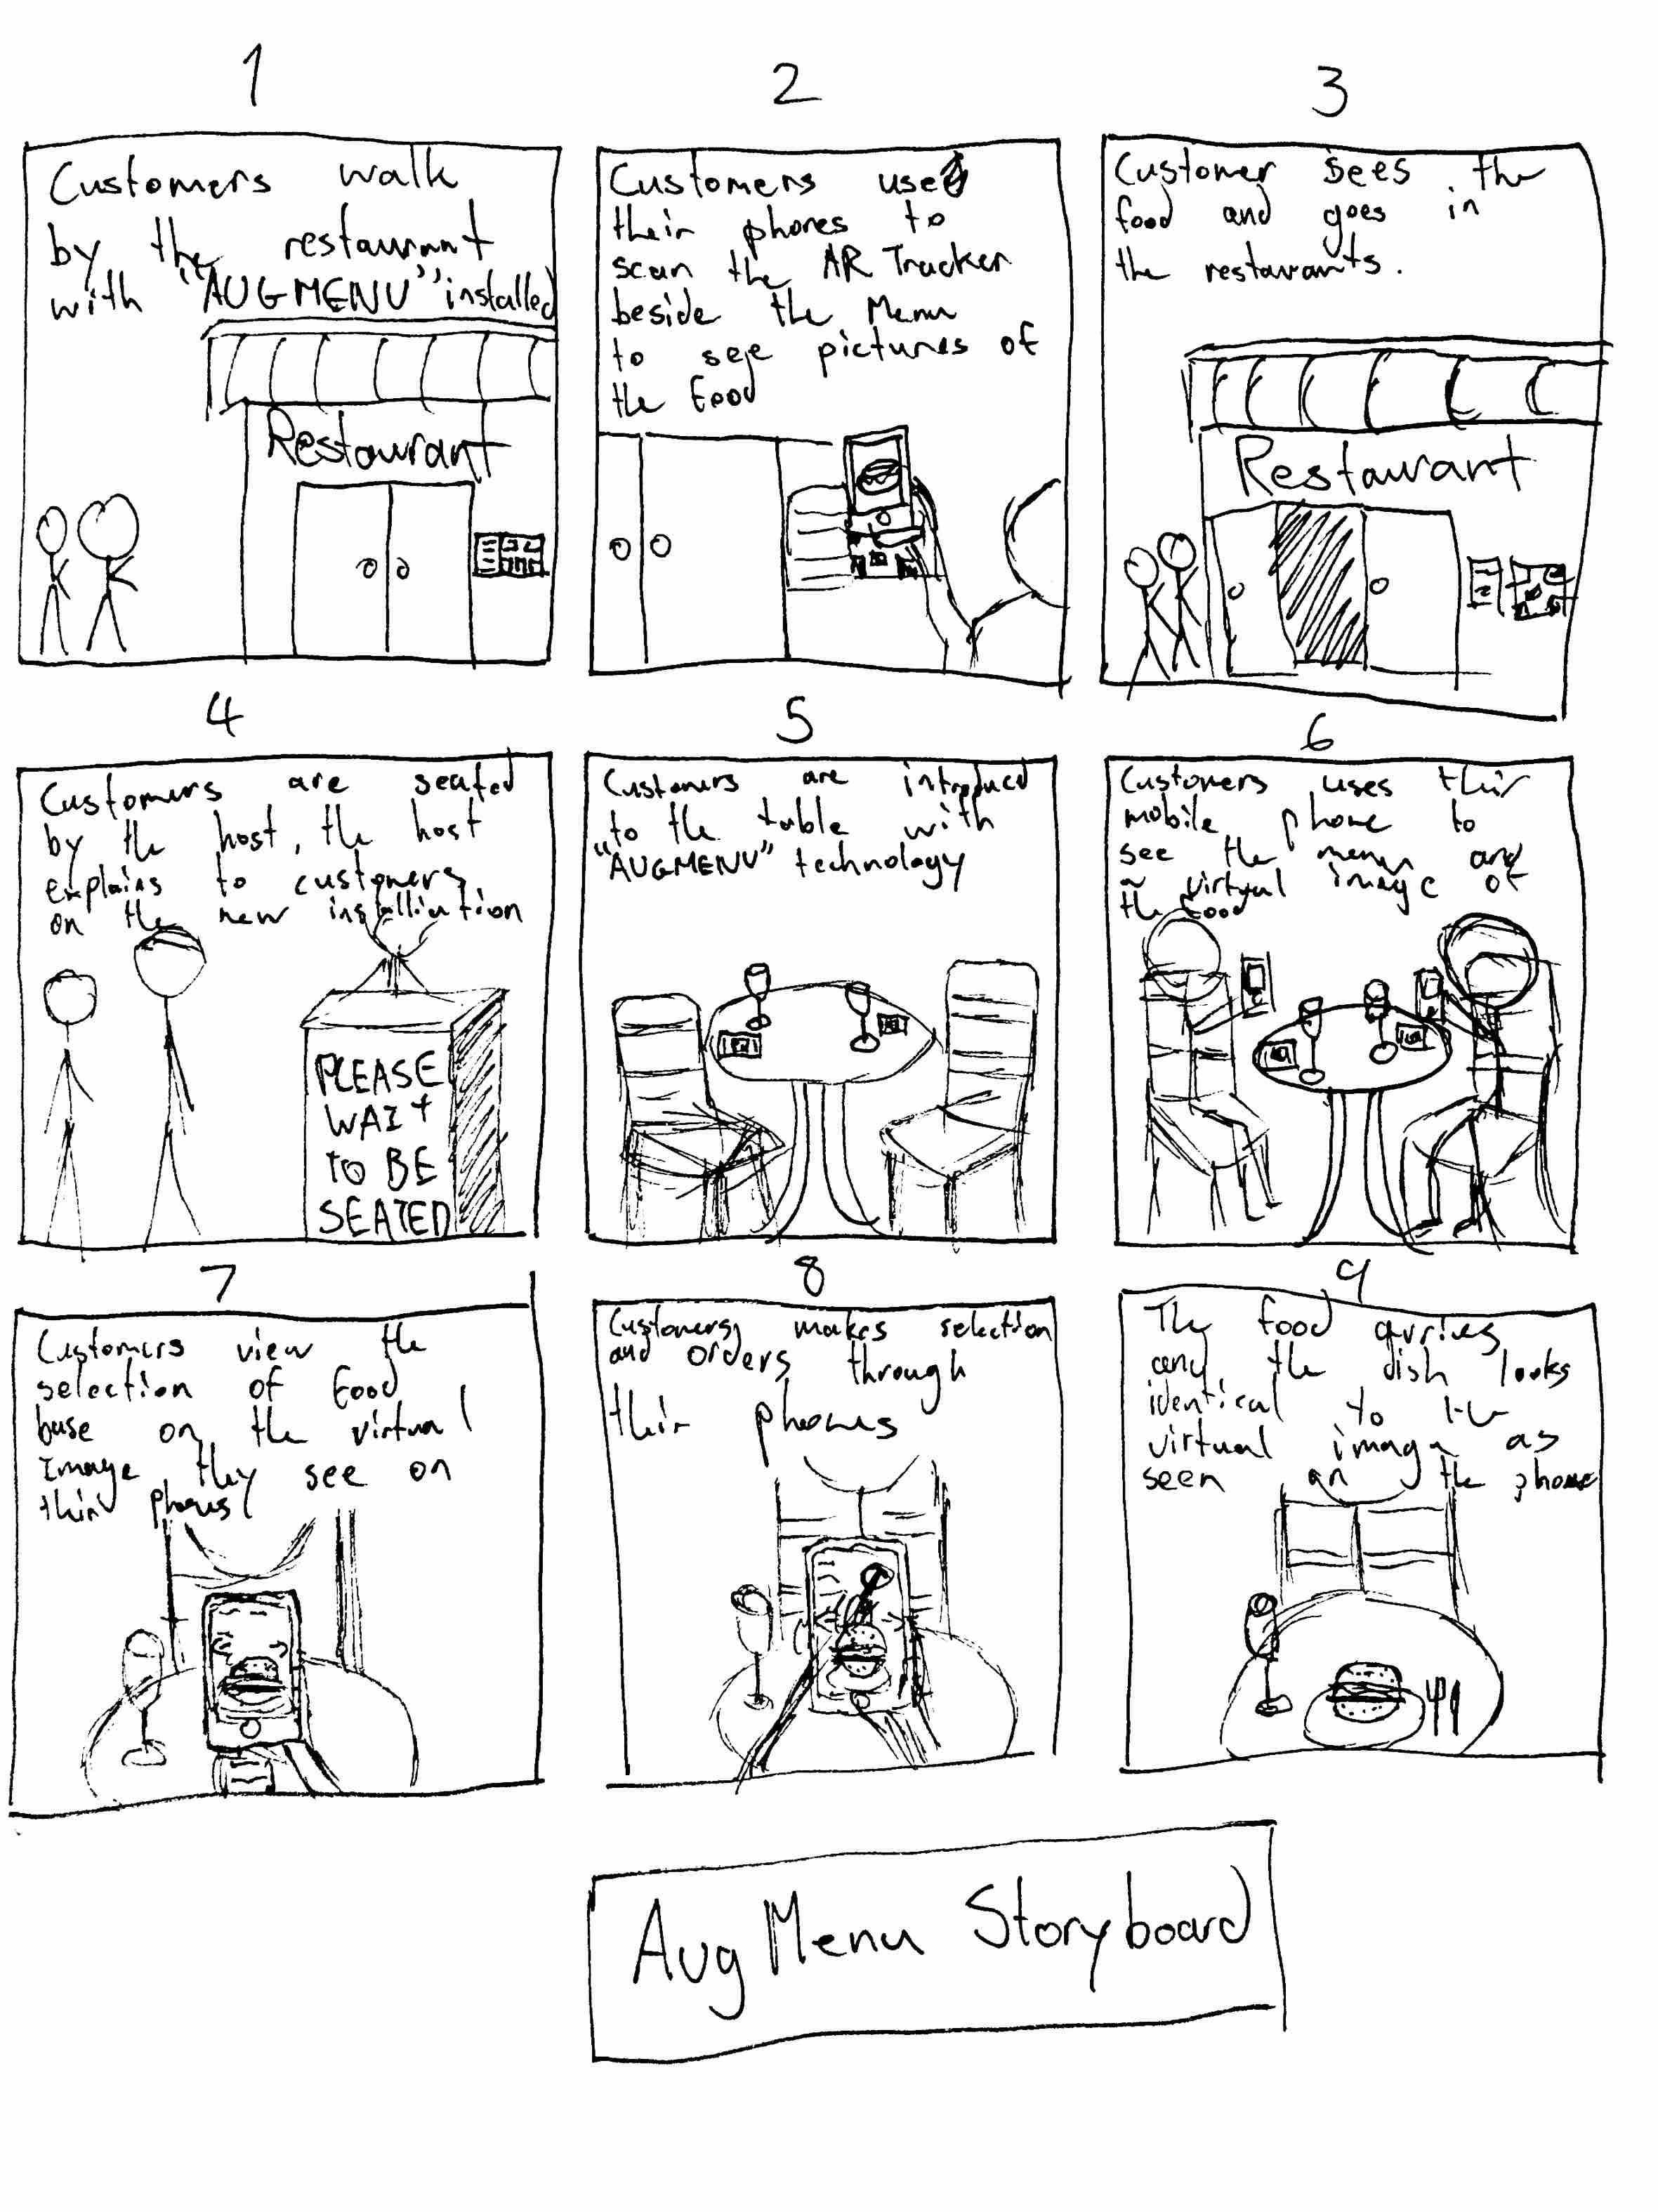 1
Customers walk
by the restaurant
with "AUGMENU" installed
Restaurant
2
Customers use
their phones to
scan the AR Tracker
beside the Menu
to see pictures of
the food
3
Customer sees the
food and goes in
the restaurants.
Restaurant
4
Customers are seated
by the host, the host
explains to customers
on the new installiation
PLEASE
WAIT
TO BE
SEATED
5
Customers are introduced
to the table with
"AUGMENU" technology
6
Customers uses their
mobile phone to
see the menu and
a virtual image of
the food
7
Customers view the
selection of food
base on the virtual
Image they see on
their phones
8
Customers makes selection
and orders through
their phones
9
The food arrives
and the dish looks
identical to the
virtual image as
seen on the phone
Aug Menu Storyboard